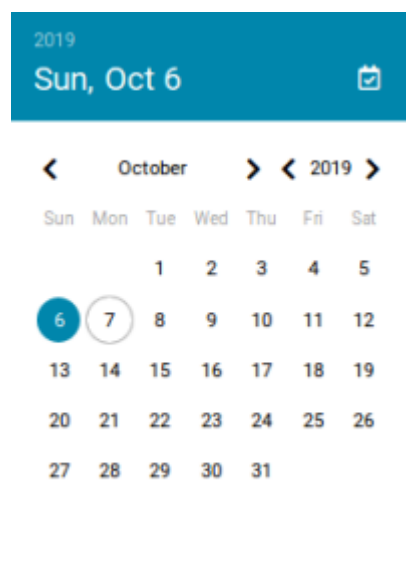 2019
Sun, Oct 6
October 2019
Sun Mon Tue Wed Thu Fri Sat
1 2 3 4 5
6 7 8 9 10 11 12
13 14 15 16 17 18 19
20 21 22 23 24 25 26
27 28 29 30 31